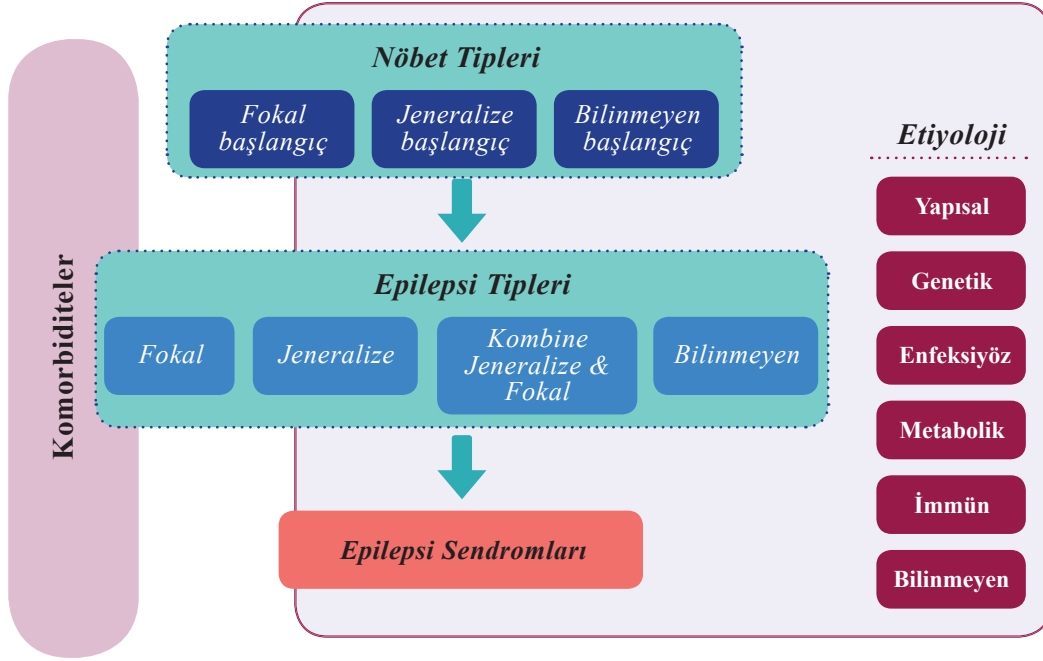 Komorbiditeler
Nöbet Tipleri
Fokal
başlangıç
Jeneralize
başlangıç
Bilinmeyen
başlangıç
Epilepsi Tipleri
Fokal
Jeneralize
Kombine
Jeneralize &
Fokal
Bilinmeyen
Epilepsi Sendromları
Etiyoloji
Yapısal
Genetik
Enfeksiyöz
Metabolik
İmmün
Bilinmeyen